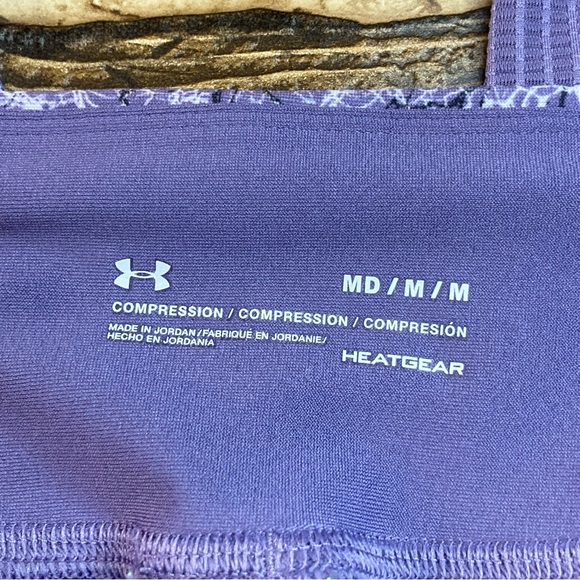 MD / M / M
COMPRESSION / COMPRESSION / COMPRESIÓN
MADE IN JORDAN / FABRIQUÉ EN JORDANIE /
HECHO EN JORDANIA
HEATGEAR